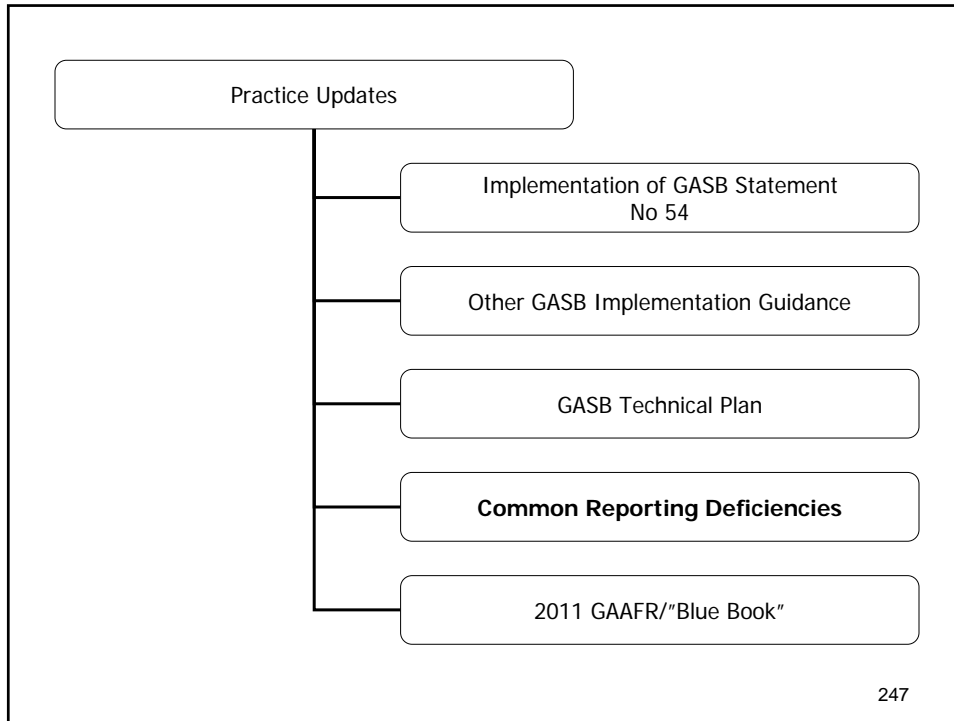 Practice Updates
Implementation of GASB Statement
No 54
Other GASB Implementation Guidance
GASB Technical Plan
Common Reporting Deficiencies
2011 GAAFR/"Blue Book"
247